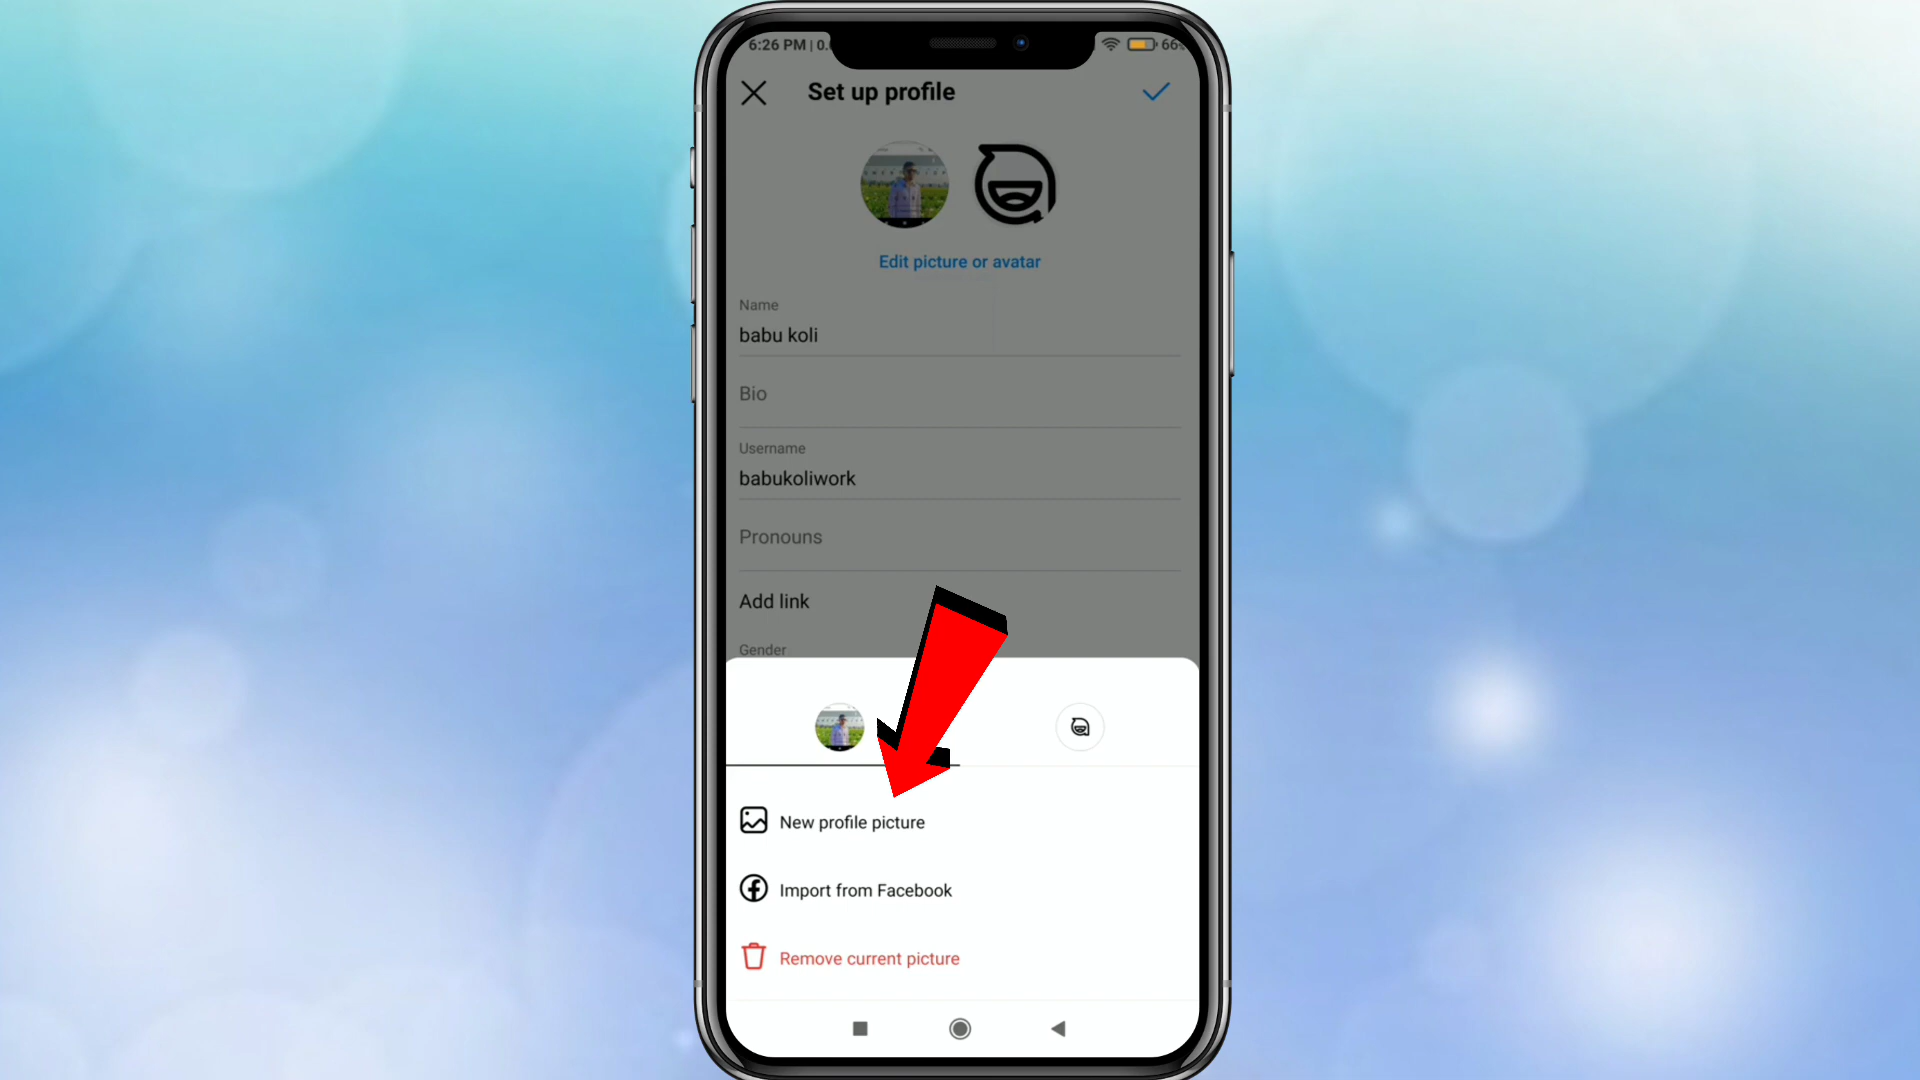 6:26 PM | 0.
66%
Set up profile
Edit picture or avatar
Name
babu koli
Bio
Username
babukoliwork
Pronouns
Add link
Gender
New profile picture
Import from Facebook
Remove current picture